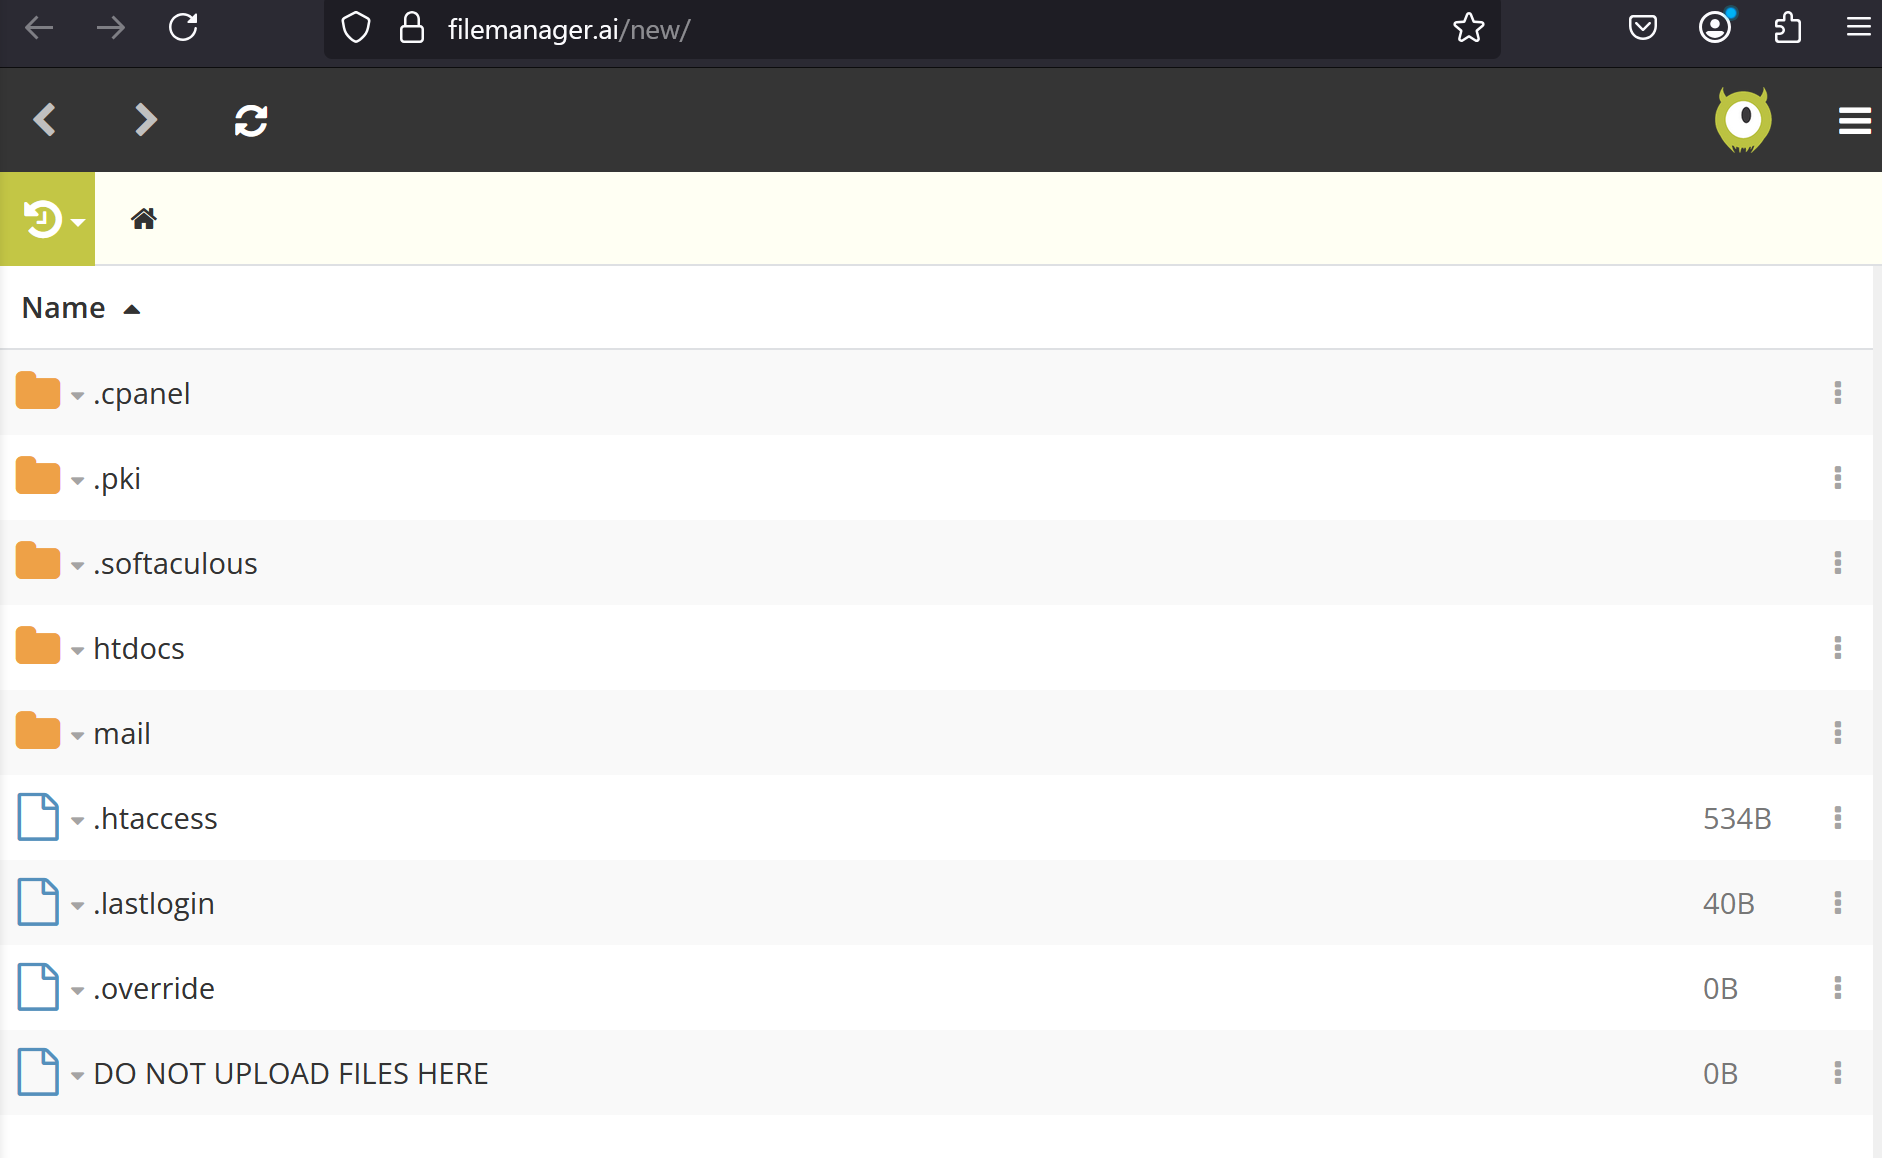 filemanager.ai/new/
Name
.cpanel
.pki
.softaculous
htdocs
mail
.htaccess 534B
.lastlogin 40B
.override 0B
DO NOT UPLOAD FILES HERE 0B